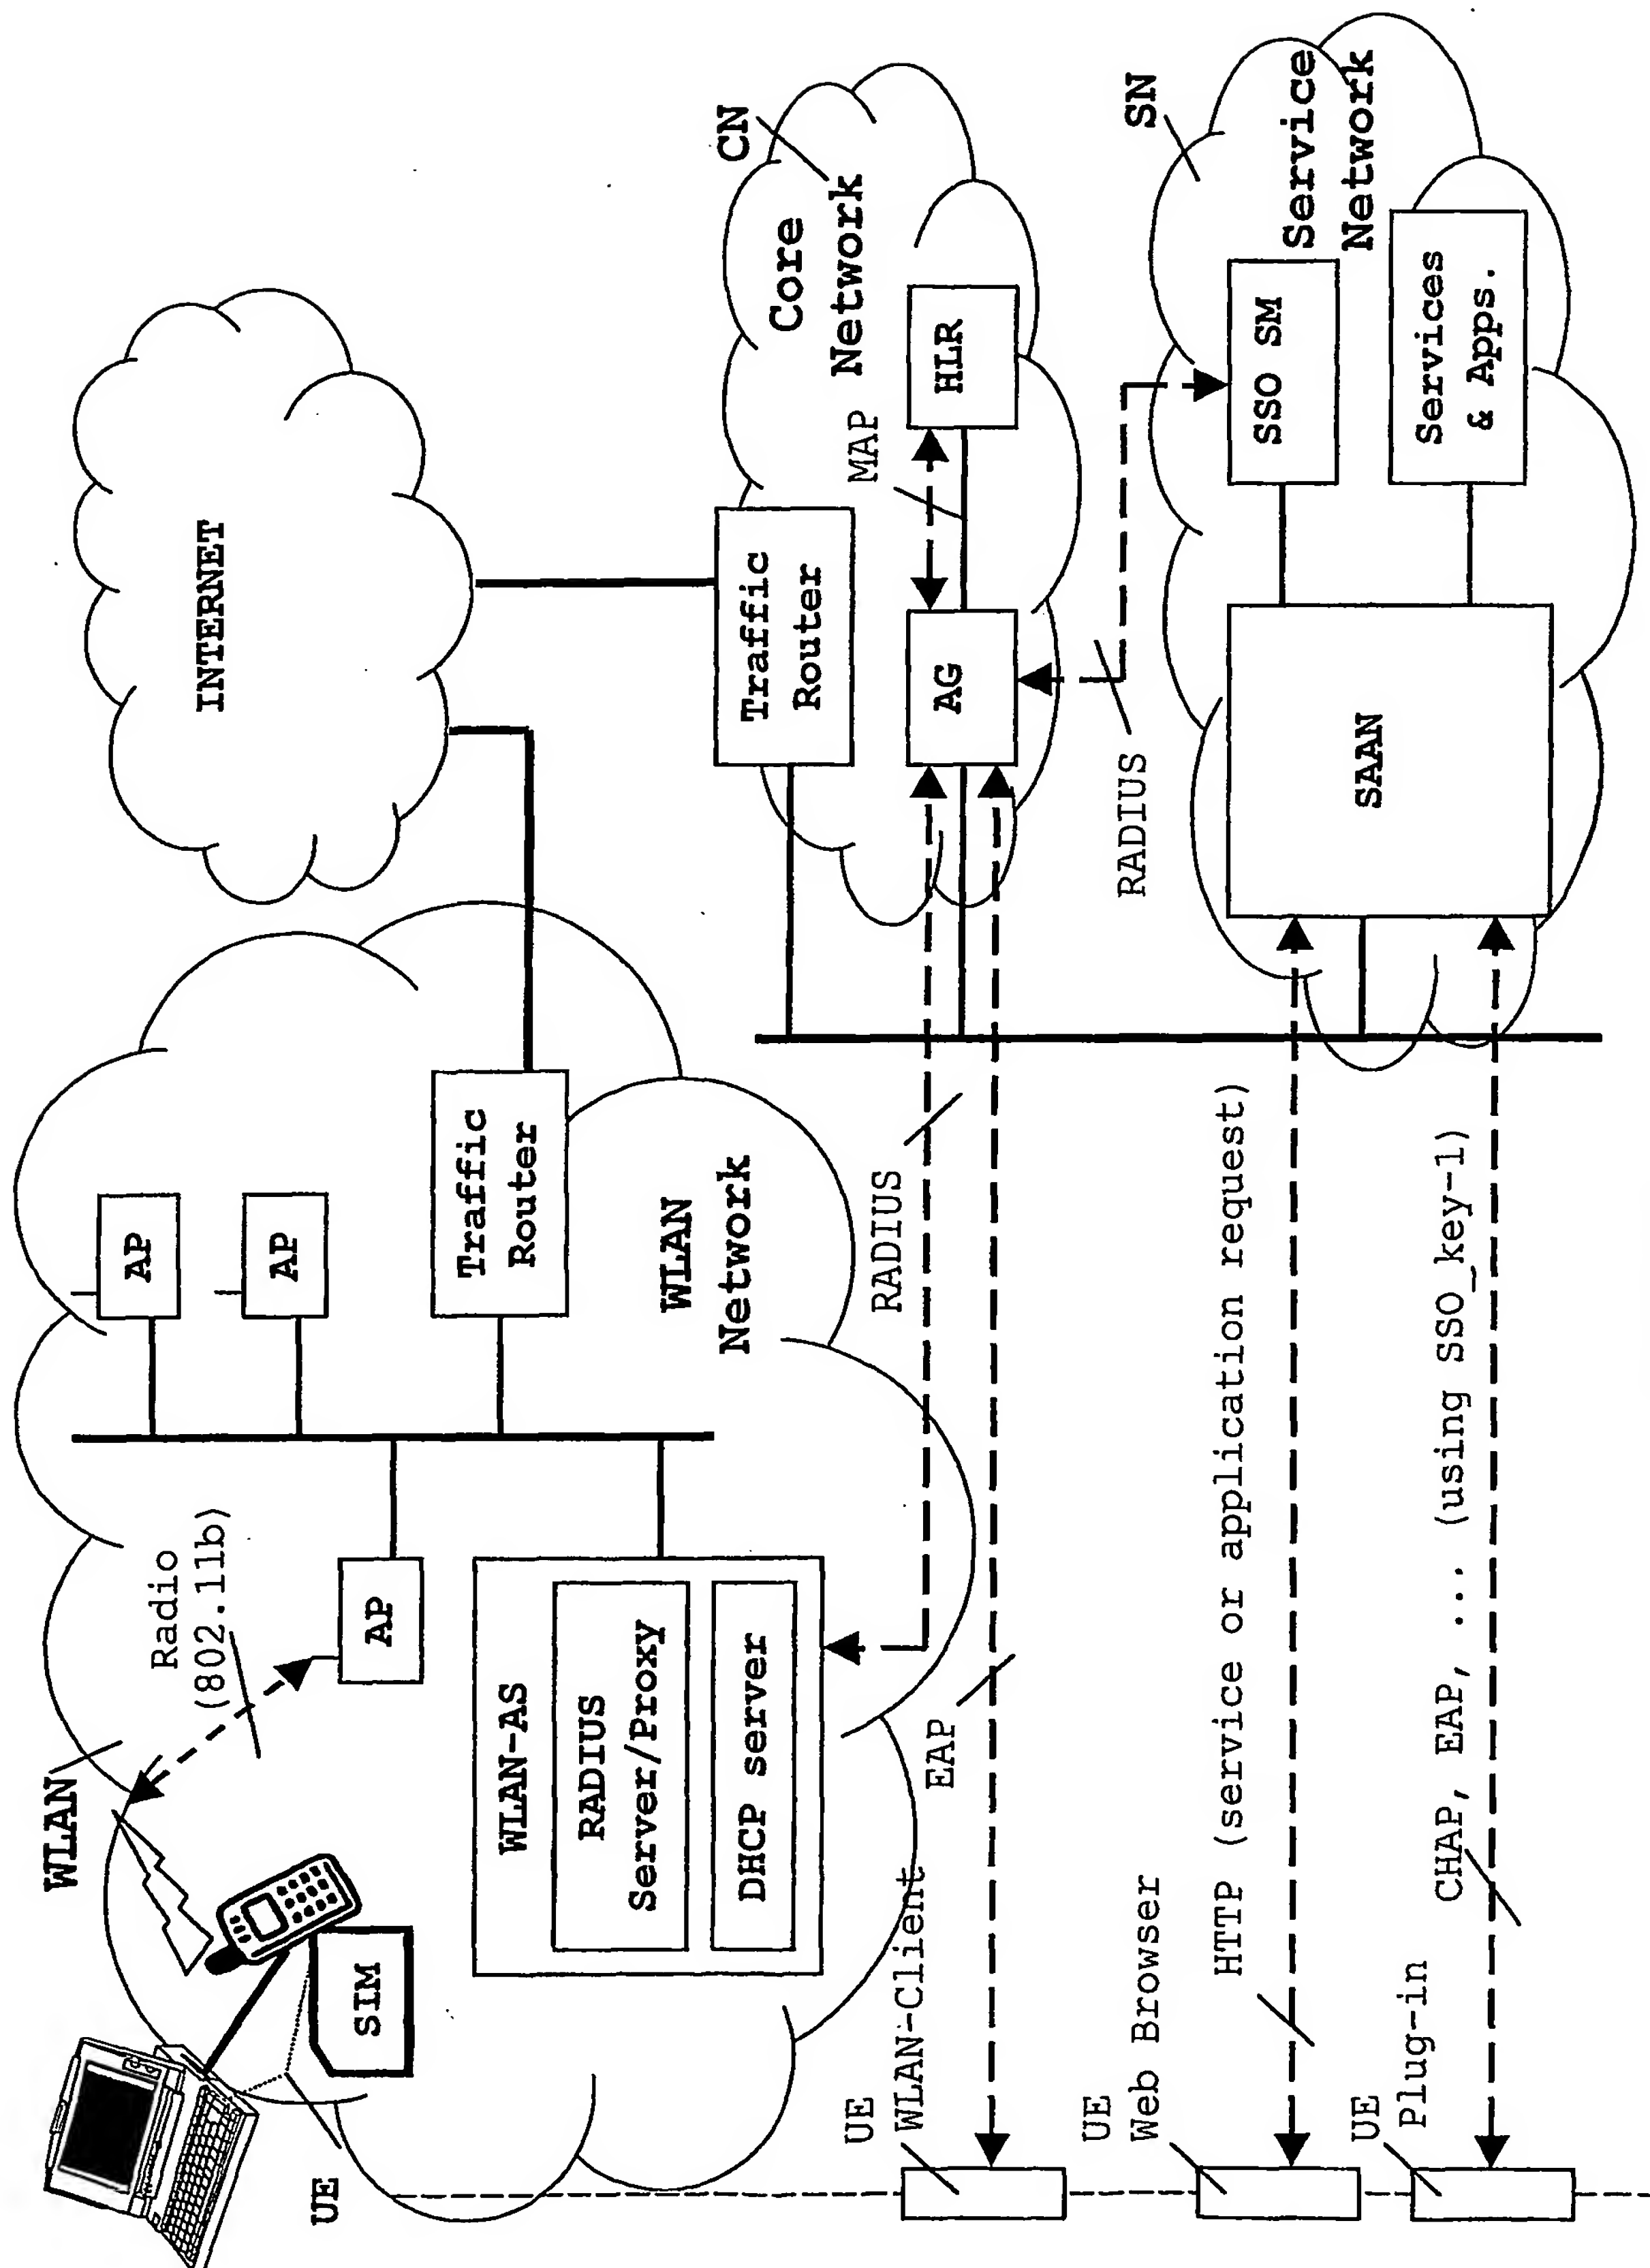 UE
SIM
WLAN
Radio
(802.11b)
AP
AP
AP
WLAN-AS
RADIUS
Server/Proxy
DHCP server
Traffic
Router
WLAN
Network
INTERNET
Traffic
Router
Core
Network
CN
AG
HLR
MAP
RADIUS
RADIUS
EAP
UE
WLAN-Client
UE
Web Browser
HTTP (service or application request)
UE
Plug-in
CHAP, EAP, ... (using SSO_key-1)
SAAN
SSO SM
Services
& Apps.
Service
Network
SN